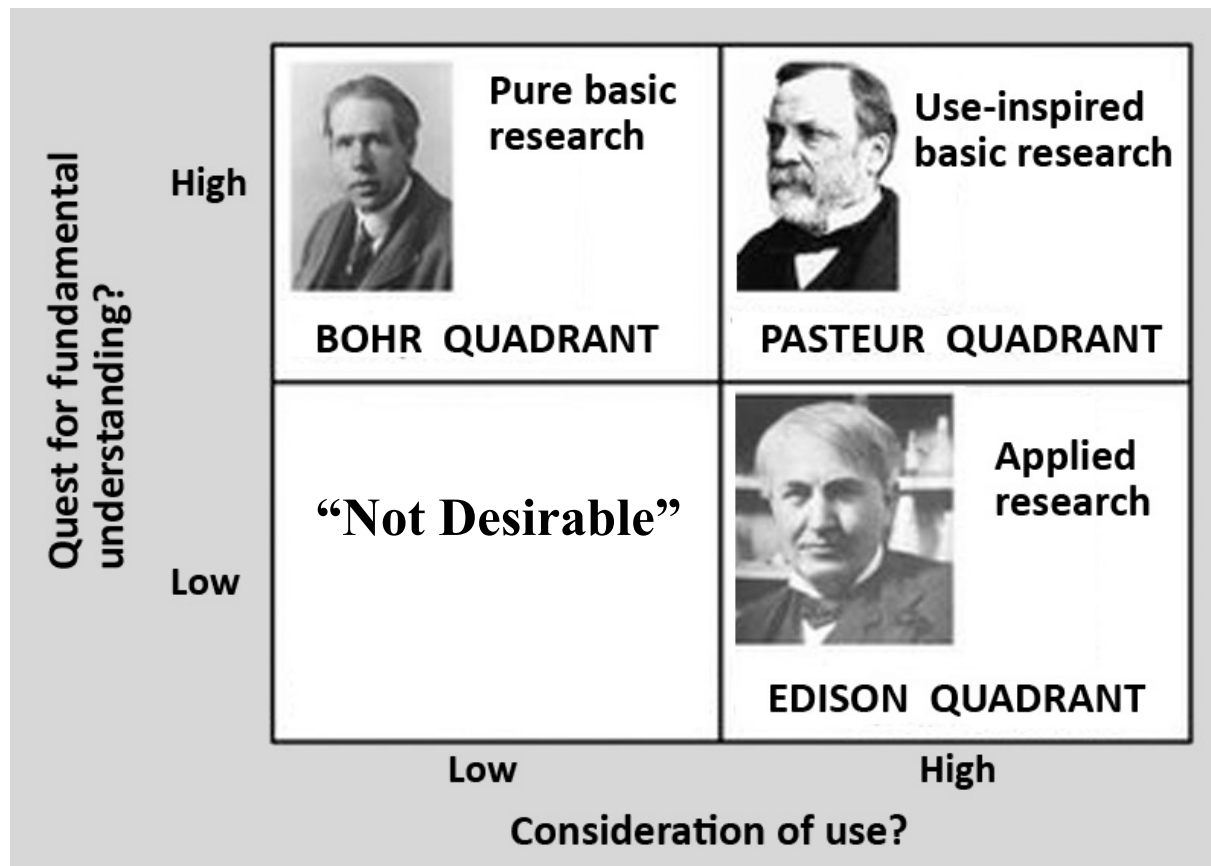 Quest for fundamental
understanding?
High
Pure basic
research
BOHR QUADRANT
Use-inspired
basic research
PASTEUR QUADRANT
Low
“Not Desirable”
Applied
research
EDISON QUADRANT
Low
High
Consideration of use?